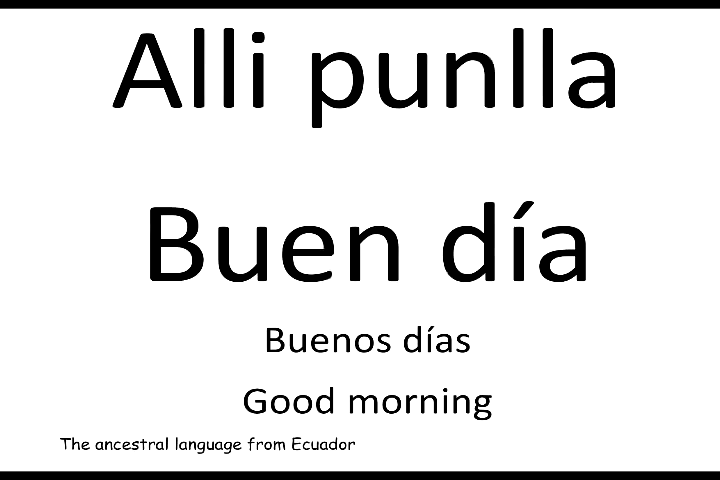 Alli punlla
Buen día
Buenos días
Good morning
The ancestral language from Ecuador